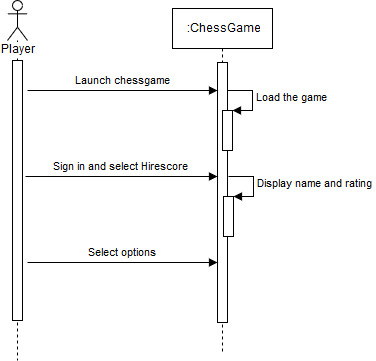 :ChessGame
Player
Launch chessgame
Load the game
Sign in and select Hirescore
Display name and rating
Select options